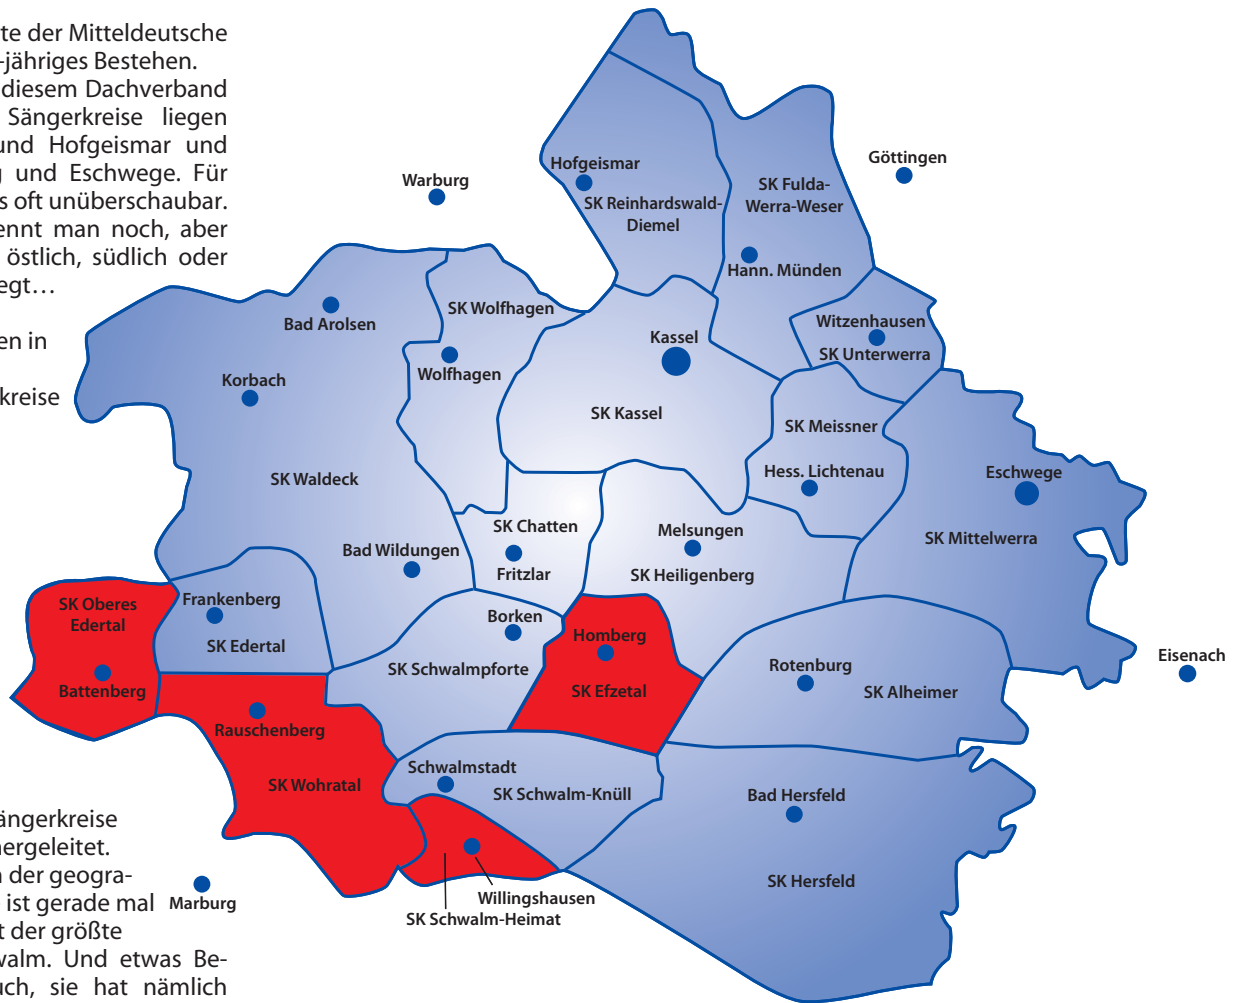 te der Mitteldeutsche
-jähriges Bestehen.
diesem Dachverband
Sängerkreise liegen
und Hofgeismar und
g und Eschwege. Für
s oft unüberschaubar.
ennt man noch, aber
östlich, südlich oder
egt…
en in
kreise
ängerkreise
ergeleitet.
der geogra-
ist gerade mal
t der größte
walm. Und etwas Be-
uch, sie hat nämlich
Hofgeismar
SK Reinhardswald-
Diemel
SK Fulda-
Werra-Weser
Hann. Münden
Göttingen
Warburg
Bad Arolsen
Korbach
SK Waldeck
Bad Wildungen
SK Wolfhagen
Wolfhagen
Kassel
SK Kassel
Witzenhausen
SK Unterwerra
SK Meissner
Hess. Lichtenau
Eschwege
SK Mittelwerra
SK Chatten
Fritzlar
Melsungen
SK Heiligenberg
SK Oberes
Edertal
Battenberg
Frankenberg
SK Edertal
Borken
SK Schwalmpforte
Homberg
SK Efzetal
Rotenburg
SK Alheimer
Eisenach
Rauschenberg
SK Wohratal
Schwalmstadt
SK Schwalm-Knüll
Bad Hersfeld
SK Hersfeld
Marburg
Willingshausen
SK Schwalm-Heimat